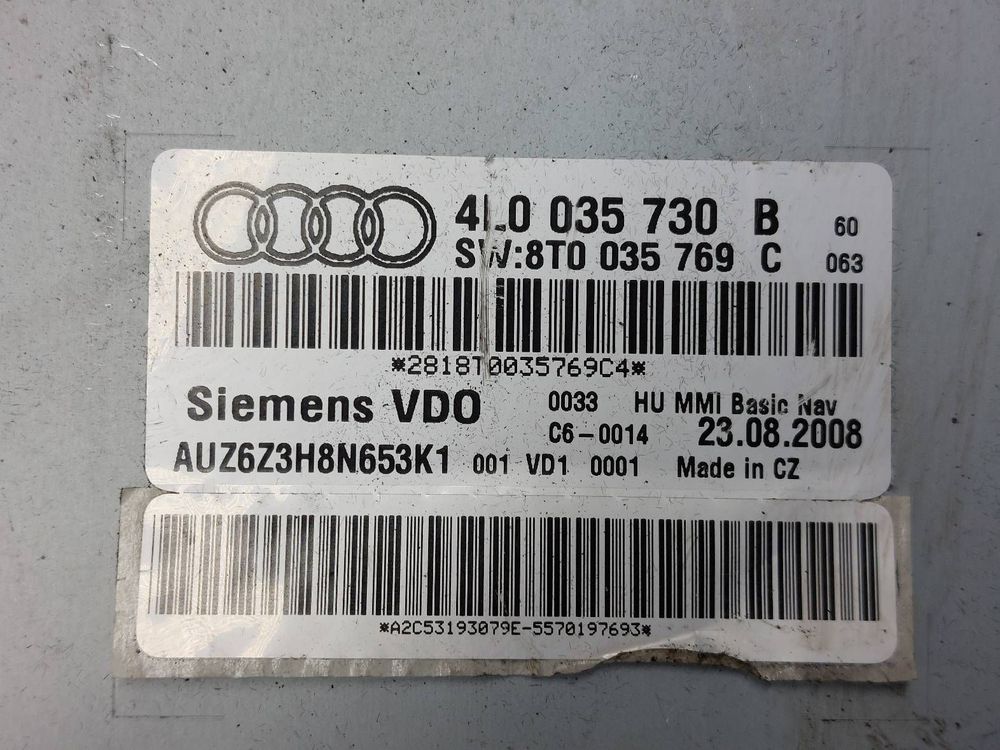 4L0 035 730 B 60
SW:8T0 035 769 C 063
*2818T0035769C4*
Siemens VDO 0033 HU MMI Basic Nav
C6-0014 23.08.2008
AUZ6Z3H8N653K1 001 VD1 0001 Made in CZ
*A2C53193079E-5570197693*